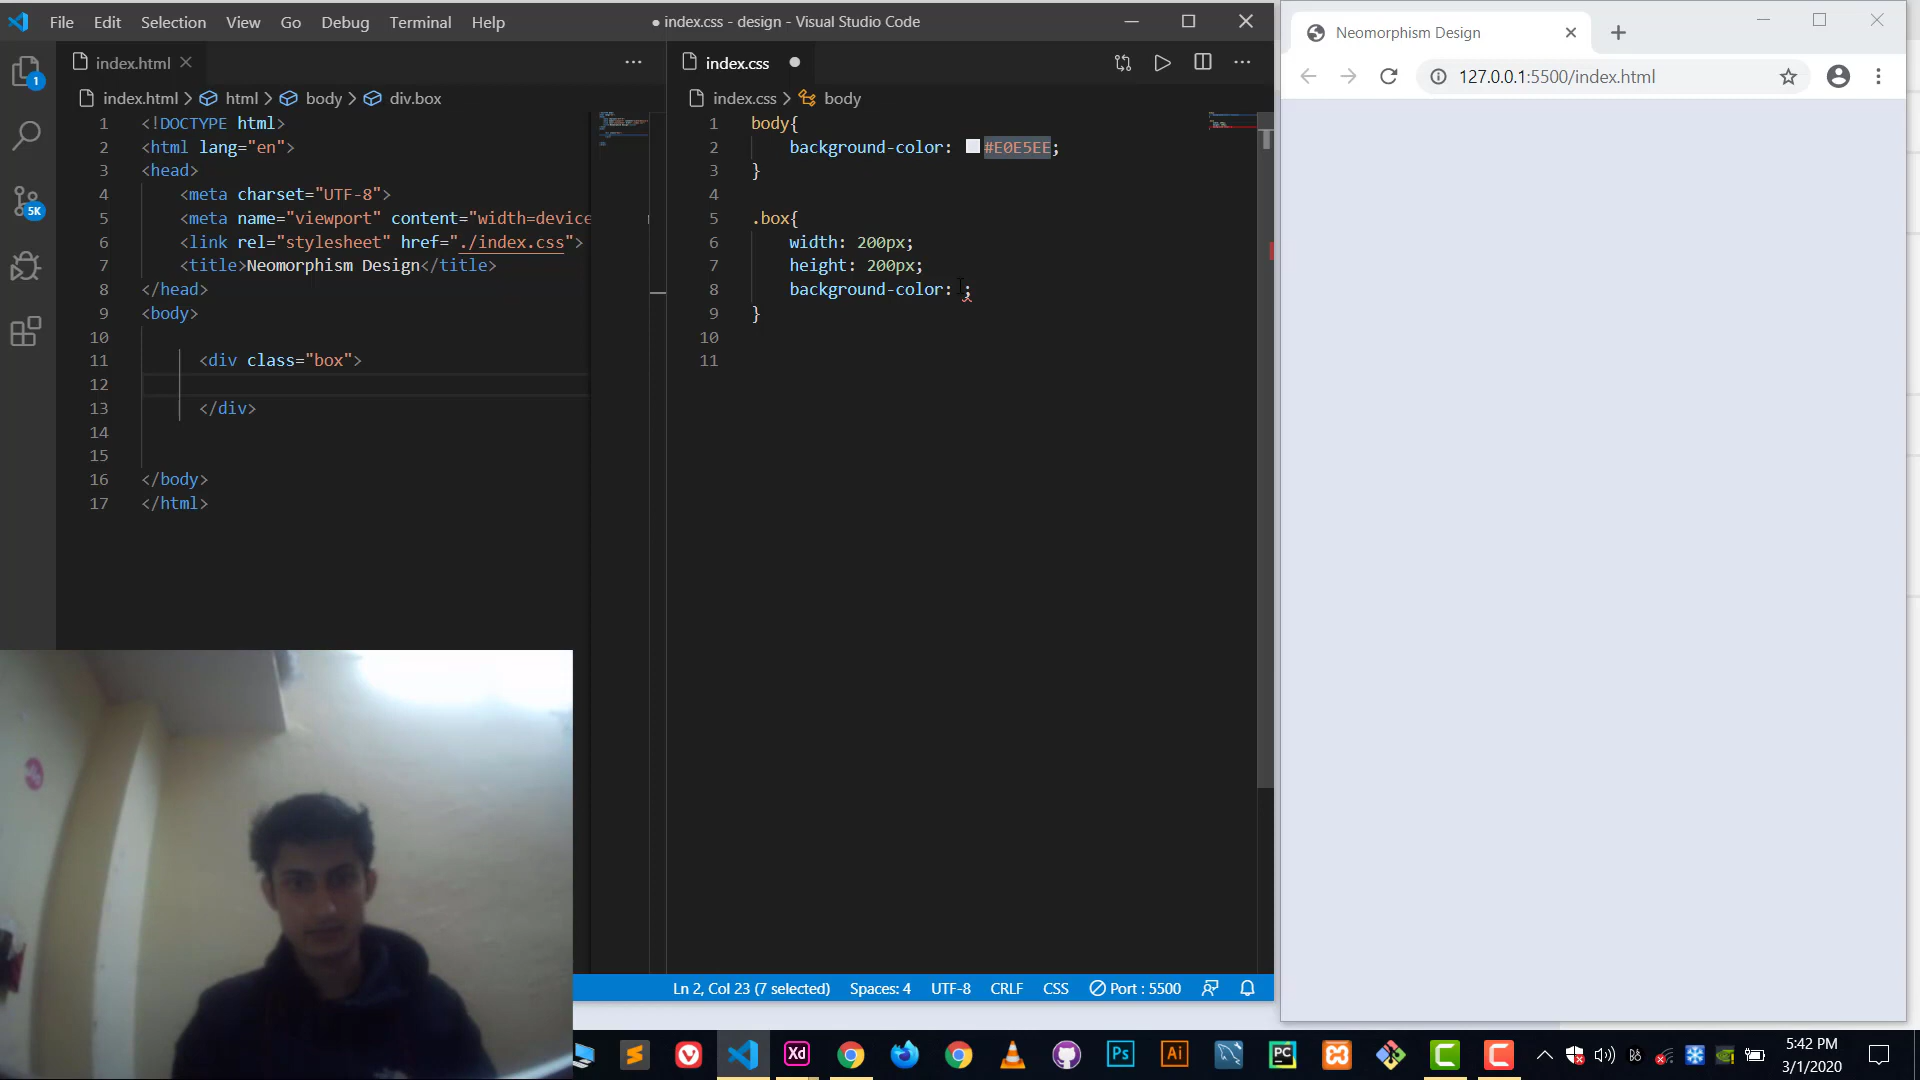 File Edit Selection View Go Debug Terminal Help
● index.css - design - Visual Studio Code
index.html
index.css
index.html > html > body > div.box
index.css > body
1 <!DOCTYPE html>
2 <html lang="en">
3 <head>
4 <meta charset="UTF-8">
5 <meta name="viewport" content="width=device
6 <link rel="stylesheet" href="./index.css">
7 <title>Neomorphism Design</title>
8 </head>
9 <body>
10
11 <div class="box">
12
13 </div>
14
15
16 </body>
17 </html>
1 body{
2 background-color: #E0E5EE;
3 }
4
5 .box{
6 width: 200px;
7 height: 200px;
8 background-color: ;
9 }
10
11
1
5K
Ln 2, Col 23 (7 selected) Spaces: 4 UTF-8 CRLF CSS Port : 5500
Neomorphism Design
127.0.0.1:5500/index.html
Xd
Ps
Ai
PC
5:42 PM
3/1/2020